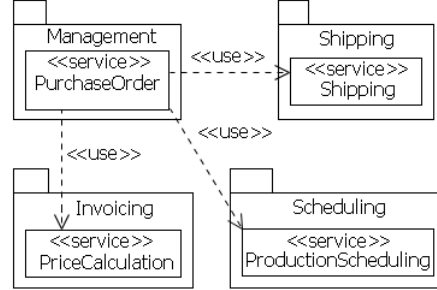 Management
<<service>>
PurchaseOrder
<<use>>
Shipping
<<service>>
Shipping
<<use>>
<<use>>
Invoicing
<<service>>
PriceCalculation
Scheduling
<<service>>
ProductionScheduling